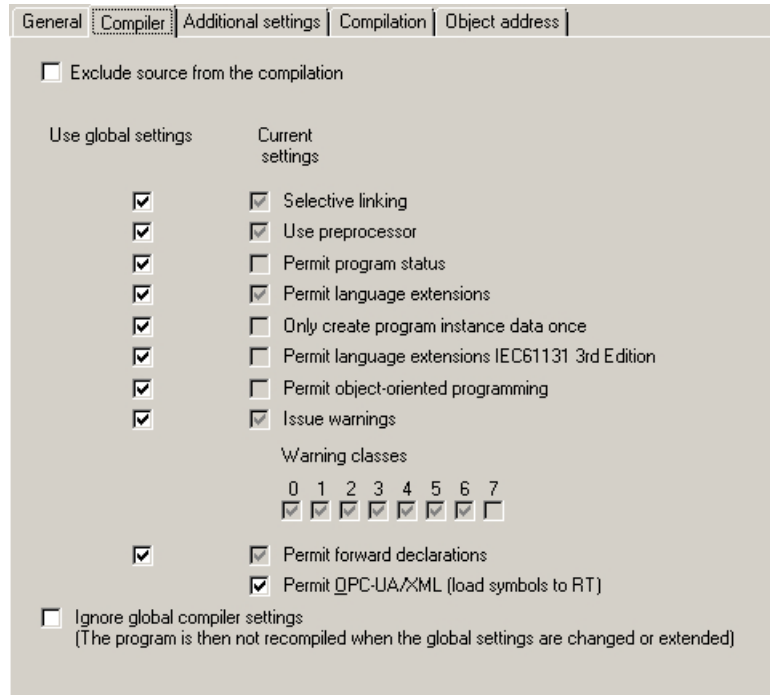 General Compiler Additional settings Compilation Object address
Exclude source from the compilation
Use global settings Current settings
Selective linking
Use preprocessor
Permit program status
Permit language extensions
Only create program instance data once
Permit language extensions IEC61131 3rd Edition
Permit object-oriented programming
Issue warnings
Warning classes
0 1 2 3 4 5 6 7
Permit forward declarations
Permit OPC-UA/XML (load symbols to RT)
Ignore global compiler settings
(The program is then not recompiled when the global settings are changed or extended)